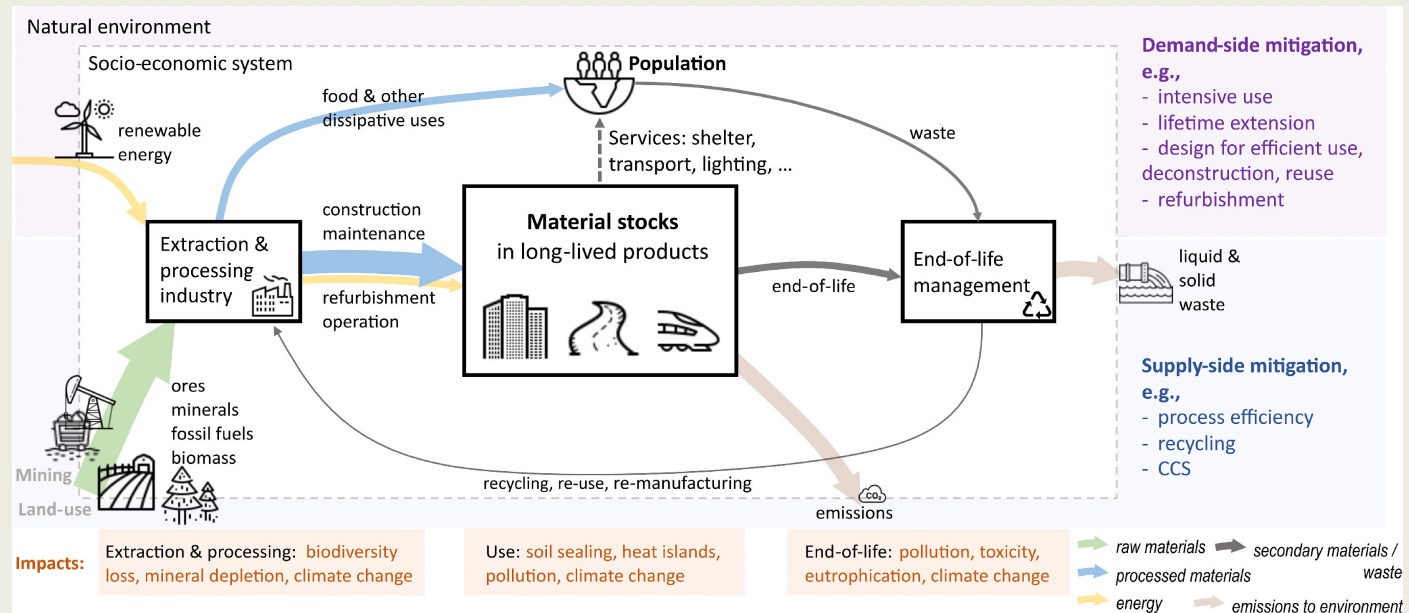 Natural environment
Socio-economic system
Population
food & other
dissipative uses
renewable
energy
Services: shelter,
transport, lighting, ...
waste
Demand-side mitigation,
e.g.,
- intensive use
- lifetime extension
- design for efficient use,
deconstruction, reuse
- refurbishment
Extraction &
processing
industry
construction
maintenance
refurbishment
operation
Material stocks
in long-lived products
end-of-life
End-of-life
management
liquid &
solid
waste
ores
minerals
fossil fuels
biomass
Mining
Land-use
recycling, re-use, re-manufacturing
CO₂
emissions
Supply-side mitigation,
e.g.,
- process efficiency
- recycling
- CCS
Impacts:
Extraction & processing: biodiversity
loss, mineral depletion, climate change
Use: soil sealing, heat islands,
pollution, climate change
End-of-life: pollution, toxicity,
eutrophication, climate change
raw materials
secondary materials /
waste
processed materials
energy
emissions to environment